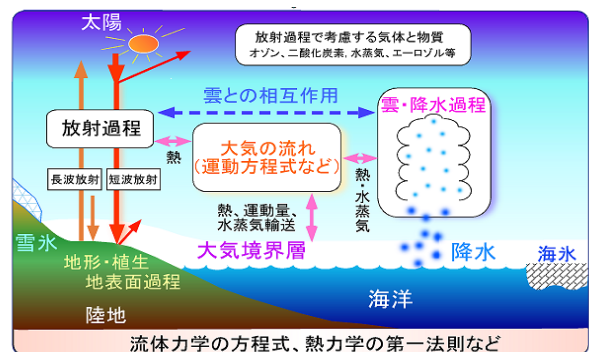 太陽
放射過程で考慮する気体と物質
オゾン、二酸化炭素, 水蒸気、エーロゾル等
雲との相互作用
雲・降水過程
放射過程
大気の流れ
(運動方程式など)
熱
熱・水蒸気
長波放射
短波放射
熱、運動量、
水蒸気輸送
雪氷
大気境界層
降水
海氷
地形・植生
地表面過程
海洋
陸地
流体力学の方程式、熱力学の第一法則など